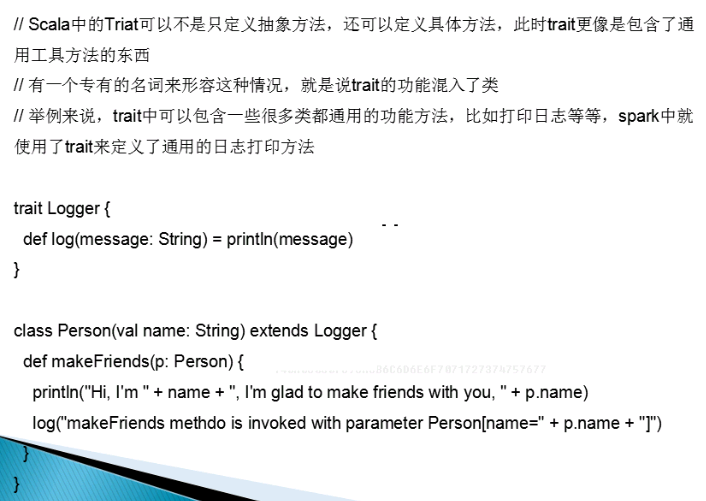 // Scala中的Triat可以不是只定义抽象方法，还可以定义具体方法，此时trait更像是包含了通
用工具方法的东西
// 有一个专有的名词来形容这种情况，就是说trait的功能混入了类
// 举例来说，trait中可以包含一些很多类都通用的功能方法，比如打印日志等等，spark中就
使用了trait来定义了通用的日志打印方法
trait Logger {
def log(message: String) = println(message)
}
class Person(val name: String) extends Logger {
def makeFriends(p: Person) {
println("Hi, I'm " + name + ", I'm glad to make friends with you, " + p.name)
log("makeFriends methdo is invoked with parameter Person[name=" + p.name + "]")
}
}